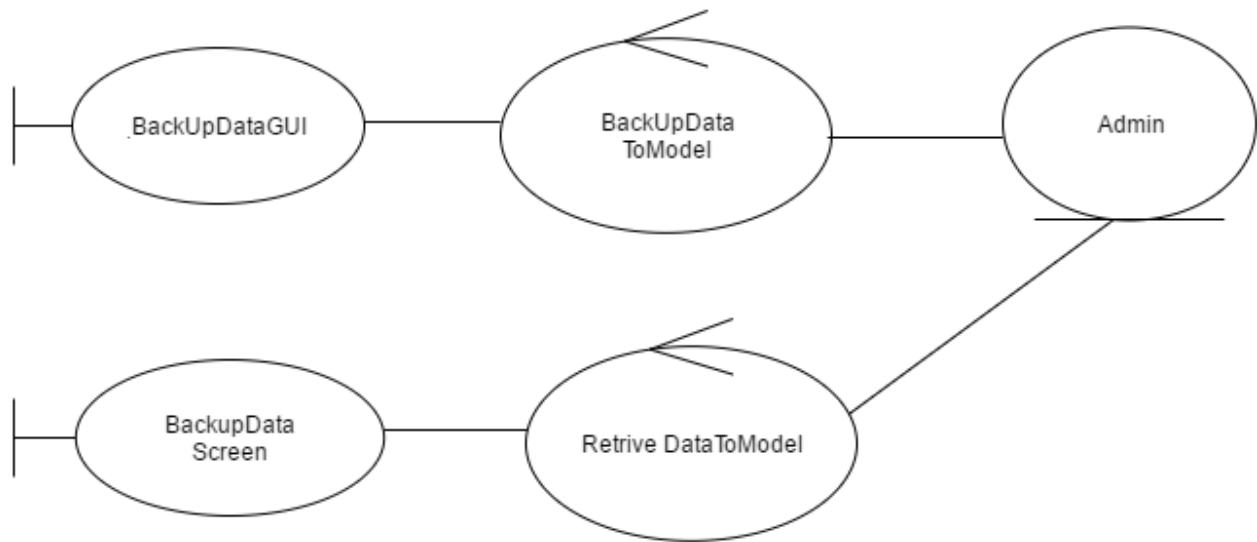 .BackUpDataGUI
BackUpData
ToModel
Admin
BackupData
Screen
Retrive DataToModel